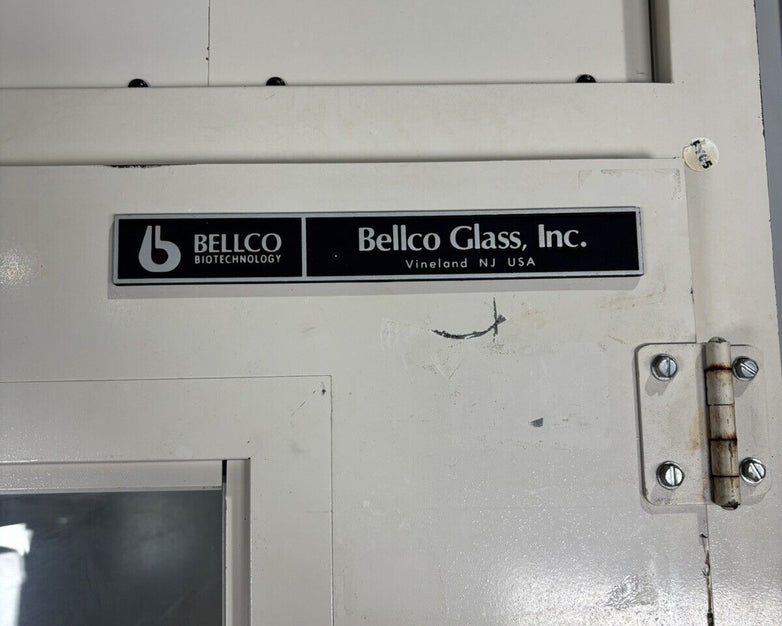 BELLCO
BIOTECHNOLOGY
Bellco Glass, Inc.
Vineland NJ USA